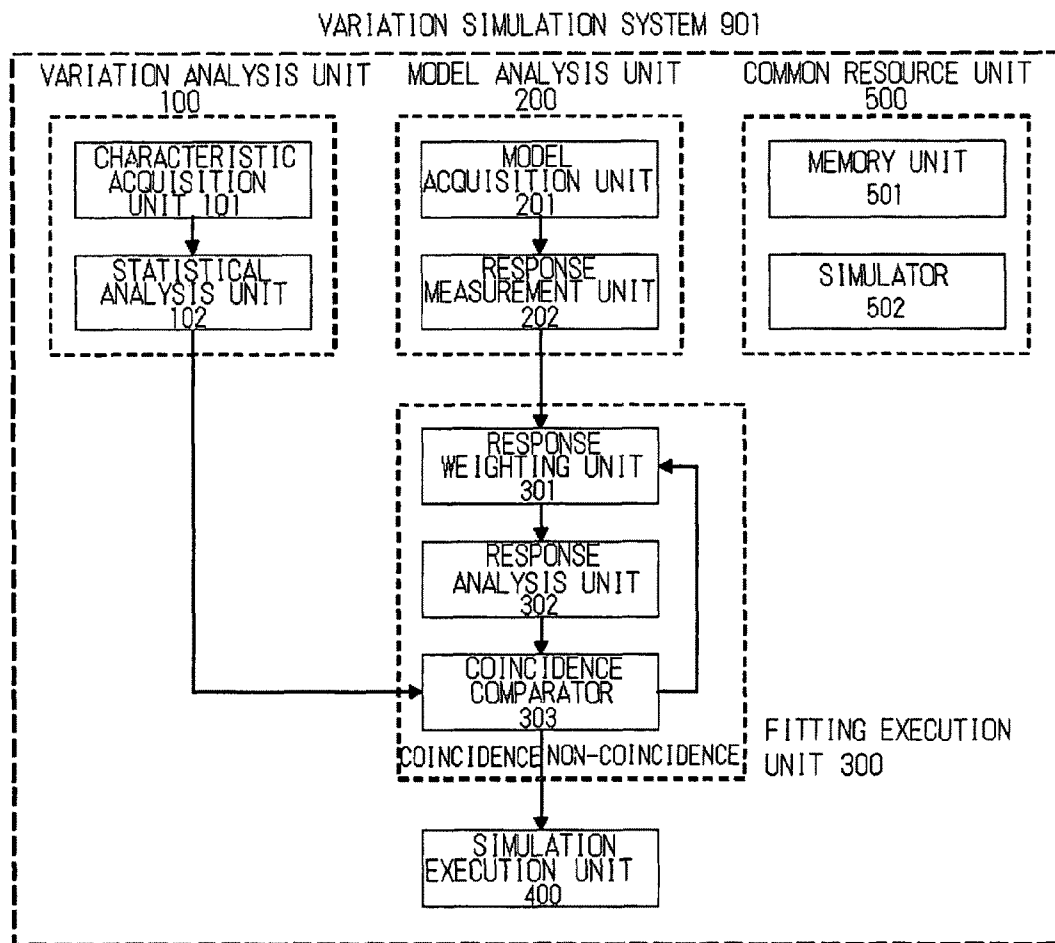 VARIATION SIMULATION SYSTEM 901
VARIATION ANALYSIS UNIT
100
MODEL ANALYSIS UNIT
200
COMMON RESOURCE UNIT
500
CHARACTERISTIC
ACQUISITION
UNIT 101
STATISTICAL
ANALYSIS UNIT
102
MODEL
ACQUISITION UNIT
201
RESPONSE
MEASUREMENT UNIT
202
MEMORY UNIT
501
SIMULATOR
502
RESPONSE
WEIGHTING UNIT
301
RESPONSE
ANALYSIS UNIT
302
COINCIDENCE
COMPARATOR
303
COINCIDENCE NON-COINCIDENCE
FITTING EXECUTION
UNIT 300
SIMULATION
EXECUTION UNIT
400